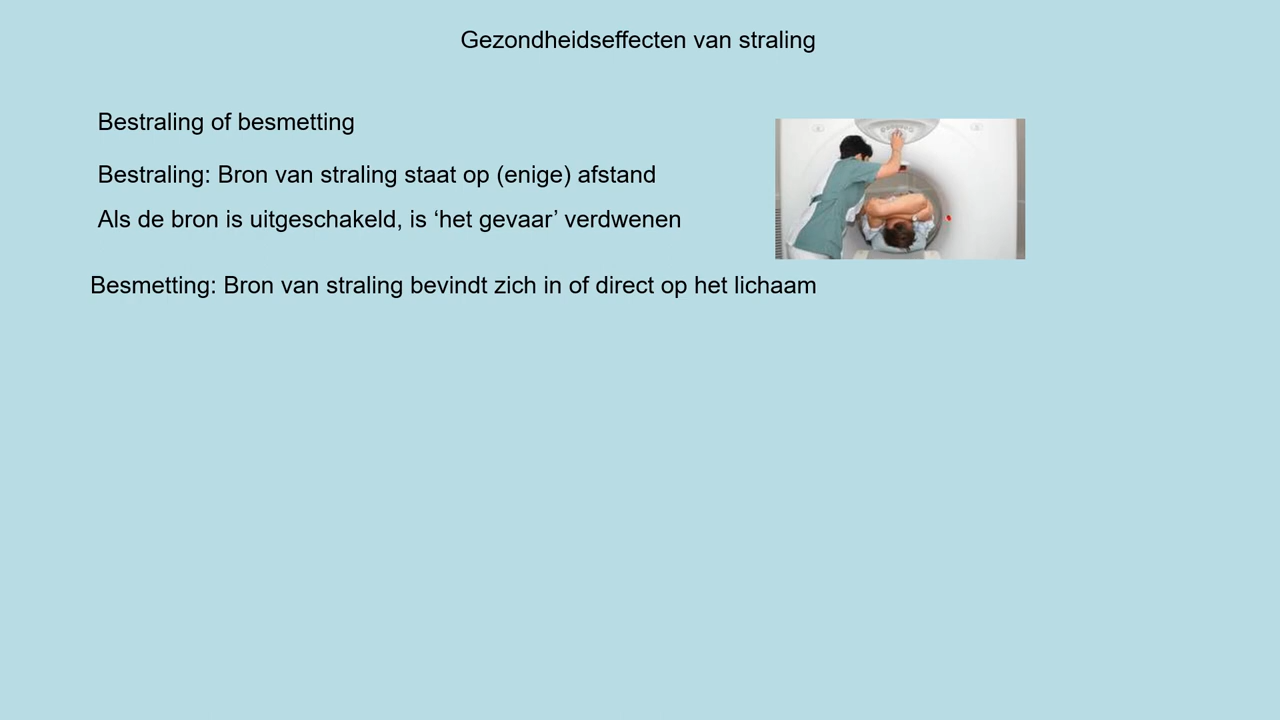 Gezondheidseffecten van straling
Bestraling of besmetting
Bestraling: Bron van straling staat op (enige) afstand
Als de bron is uitgeschakeld, is ‘het gevaar’ verdwenen
Besmetting: Bron van straling bevindt zich in of direct op het lichaam